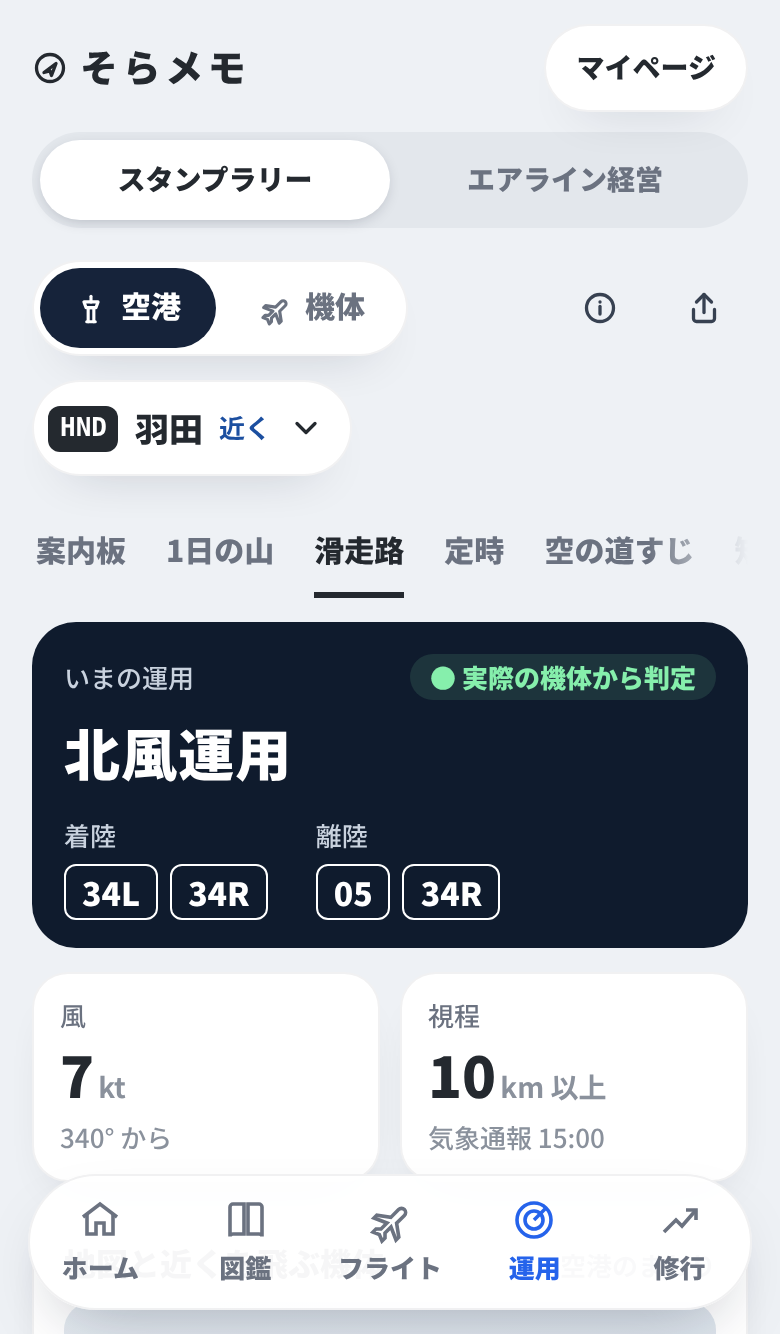 そらメモ
マイページ
スタンプラリー
エアライン経営
空港
機体
HND 羽田 近く
案内板 1日の山 滑走路 定時 空の道すじ
いまの運用
実際の機体から判定
北風運用
着陸
離陸
34L 34R
05 34R
風
視程
7 kt
10 km 以上
340° から
気象通報 15:00
ホーム 図鑑 フライト 運用 修行